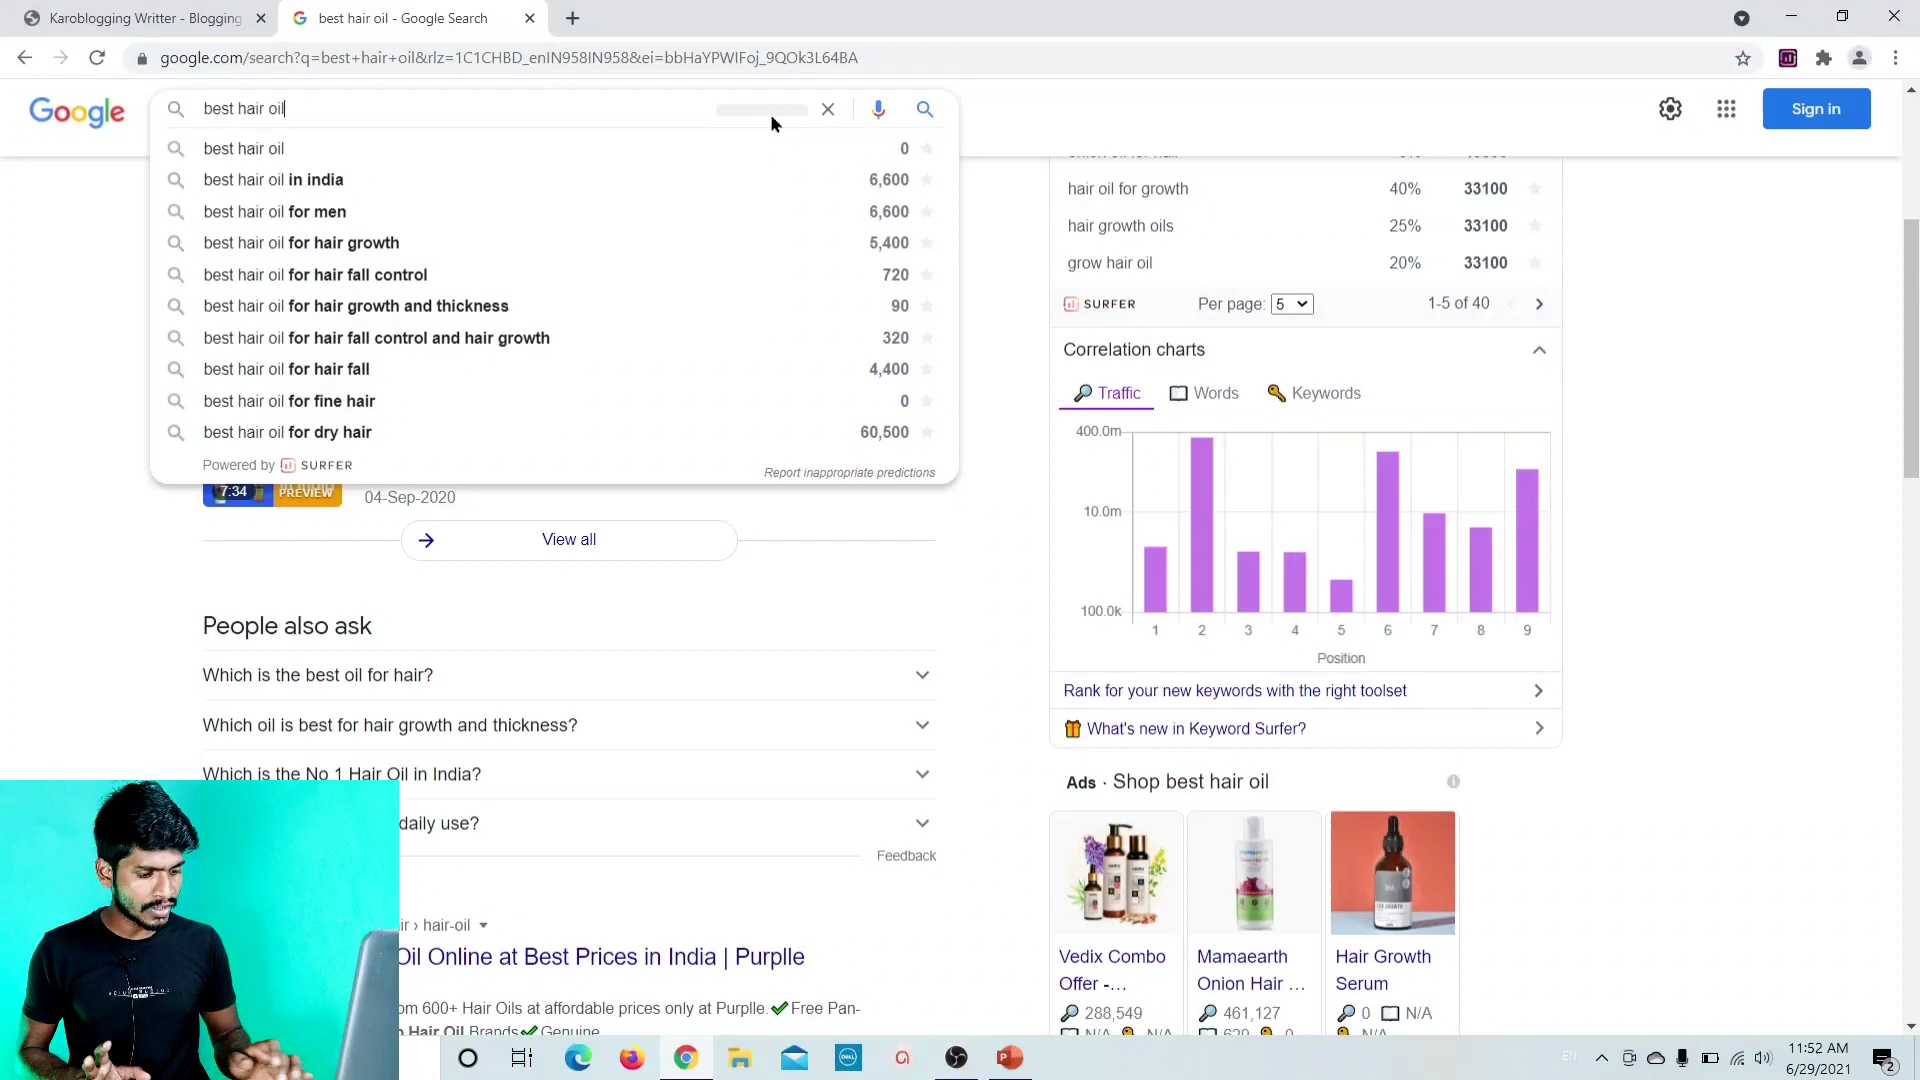 Karoblogging Writter - Blogging
best hair oil - Google Search
google.com/search?q=best+hair+oil&rlz=1C1CHBD_enIN958IN958&ei=bbHaYPWIFoj_9QOk3L64BA
Google
best hair oil
Sign in
best hair oil 0
best hair oil in india 6,600
best hair oil for men 6,600
best hair oil for hair growth 5,400
best hair oil for hair fall control 720
best hair oil for hair growth and thickness 90
best hair oil for hair fall control and hair growth 320
best hair oil for hair fall 4,400
best hair oil for fine hair 0
best hair oil for dry hair 60,500
Powered by SURFER
Report inappropriate predictions
7:34 PREVIEW 04-Sep-2020
View all
People also ask
Which is the best oil for hair?
Which oil is best for hair growth and thickness?
Which is the No 1 Hair Oil in India?
daily use?
Feedback
ir › hair-oil
Oil Online at Best Prices in India | Purplle
om 600+ Hair Oils at affordable prices only at Purplle. Free Pan-
Hair Oil Brands Genuine
hair oil for growth 40% 33100
hair growth oils 25% 33100
grow hair oil 20% 33100
SURFER Per page: 5 1-5 of 40
Correlation charts
Traffic Words Keywords
400.0m
10.0m
100.0k
1 2 3 4 5 6 7 8 9
Position
Rank for your new keywords with the right toolset
What's new in Keyword Surfer?
Ads · Shop best hair oil
Vedix Combo
Offer -...
288,549
N/A N/A
Mamaearth
Onion Hair ...
461,127
629 0
Hair Growth
Serum
0 N/A
N/A
DELL
EN
11:52 AM
6/29/2021
2